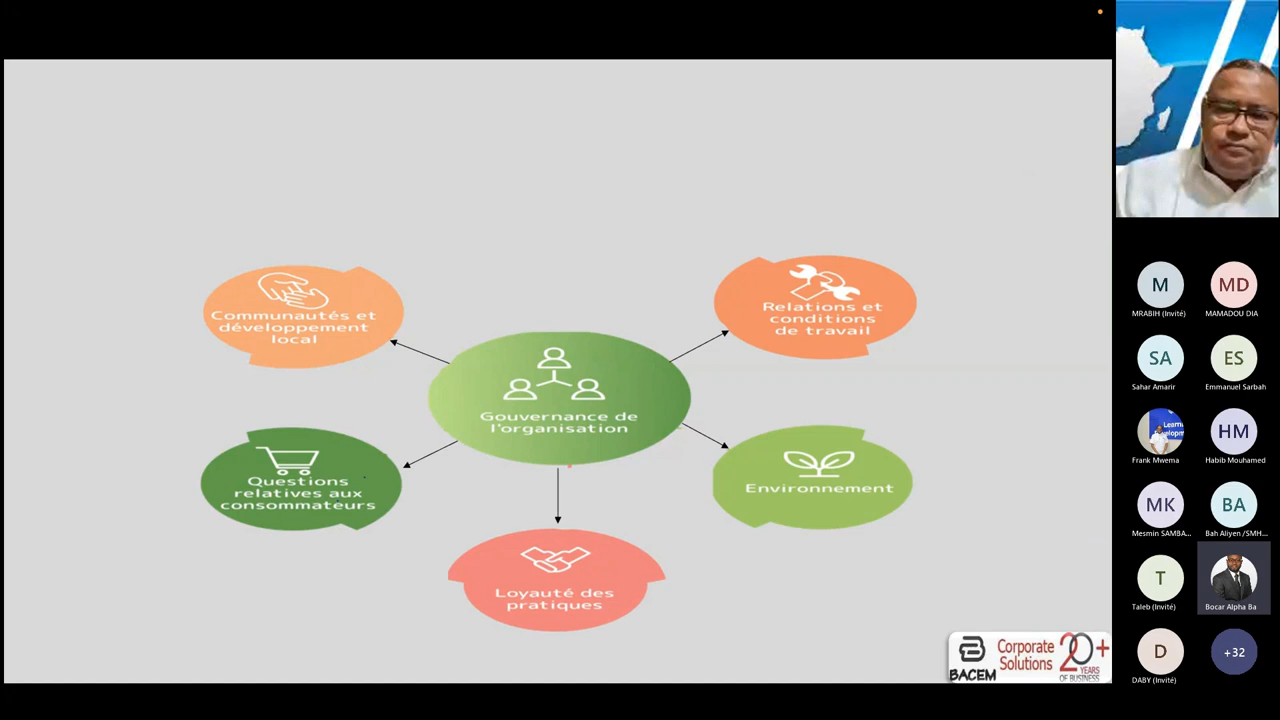 Communautés et
développement
local
Relations et
conditions
de travail
Gouvernance de
l'organisation
Questions
relatives aux
consommateurs
Environnement
Loyauté des
pratiques
BACEM
Corporate
Solutions
20+
YEARS
OF BUSINESS
M
MRABIH (Invité)
MD
MAMADOU DIA
SA
Sahar Amarir
ES
Emmanuel Sarbah
Frank Mwema
HM
Habib Mouhamed
MK
Mesmin SAMBA...
BA
Bah Aliyen /SMH...
T
Taleb (Invité)
Bocar Alpha Ba
D
DABY (Invité)
+32